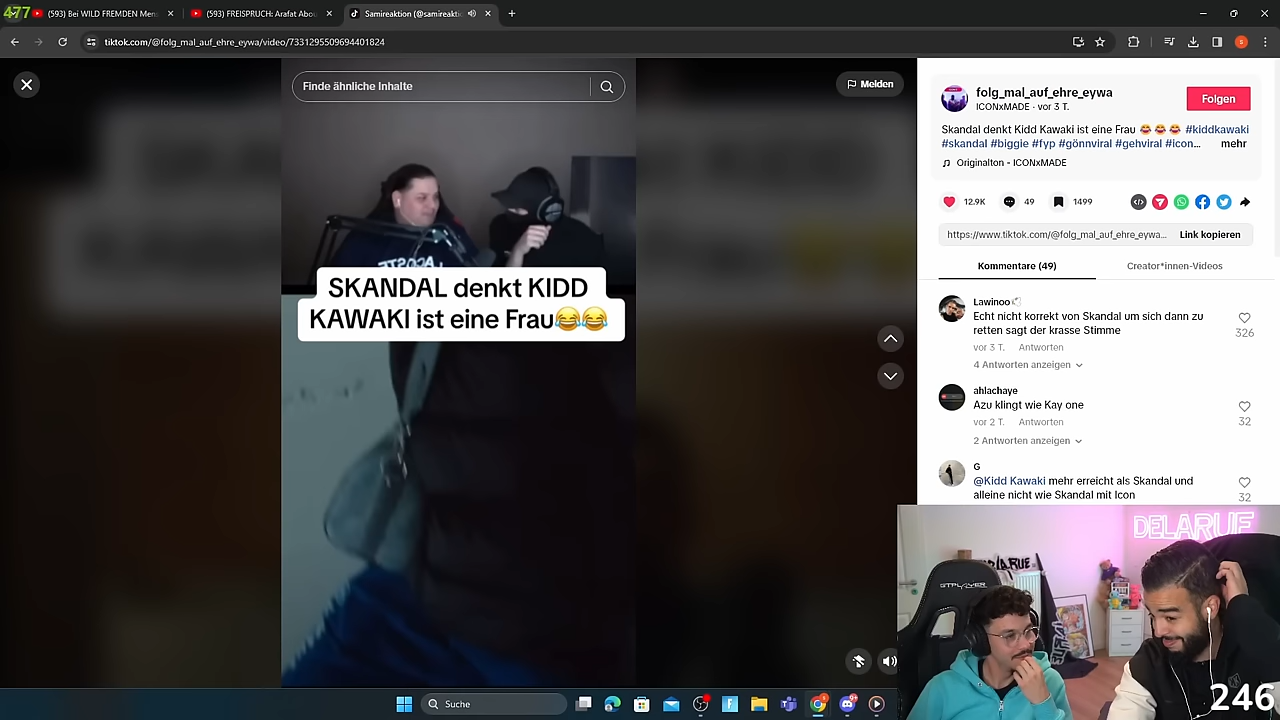 477
(593) Bei WILD FREMDEN Men
(593) FREISPRUCH: Arafat Abou
Samireaktion (@samireakti
tiktok.com/@folg_mal_auf_ehre_eywa/video/7331295509694401824
Finde ähnliche Inhalte
Melden
LACOSTE
SKANDAL denkt KIDD
KAWAKI ist eine Frau😂😂
folg_mal_auf_ehre_eywa
ICONxMADE · vor 3 T.
Folgen
Skandal denkt Kidd Kawaki ist eine Frau 😂 😂 😂 #kiddkawaki
#skandal #biggie #fyp #gönnviral #gehviral #icon... mehr
Originalton - ICONxMADE
12.9K 49 1499
https://www.tiktok.com/@folg_mal_auf_ehre_eywa... Link kopieren
Kommentare (49) Creator*innen-Videos
Lawinoo
Echt nicht korrekt von Skandal um sich dann zu
retten sagt der krasse Stimme
326
vor 3 T. Antworten
4 Antworten anzeigen
ahlachaye
Azu klingt wie Kay one
32
vor 2 T. Antworten
2 Antworten anzeigen
G
@Kidd Kawaki mehr erreicht als Skandal und
alleine nicht wie Skandal mit Icon
32
DELARUE
GTPLAYER
246
Suche